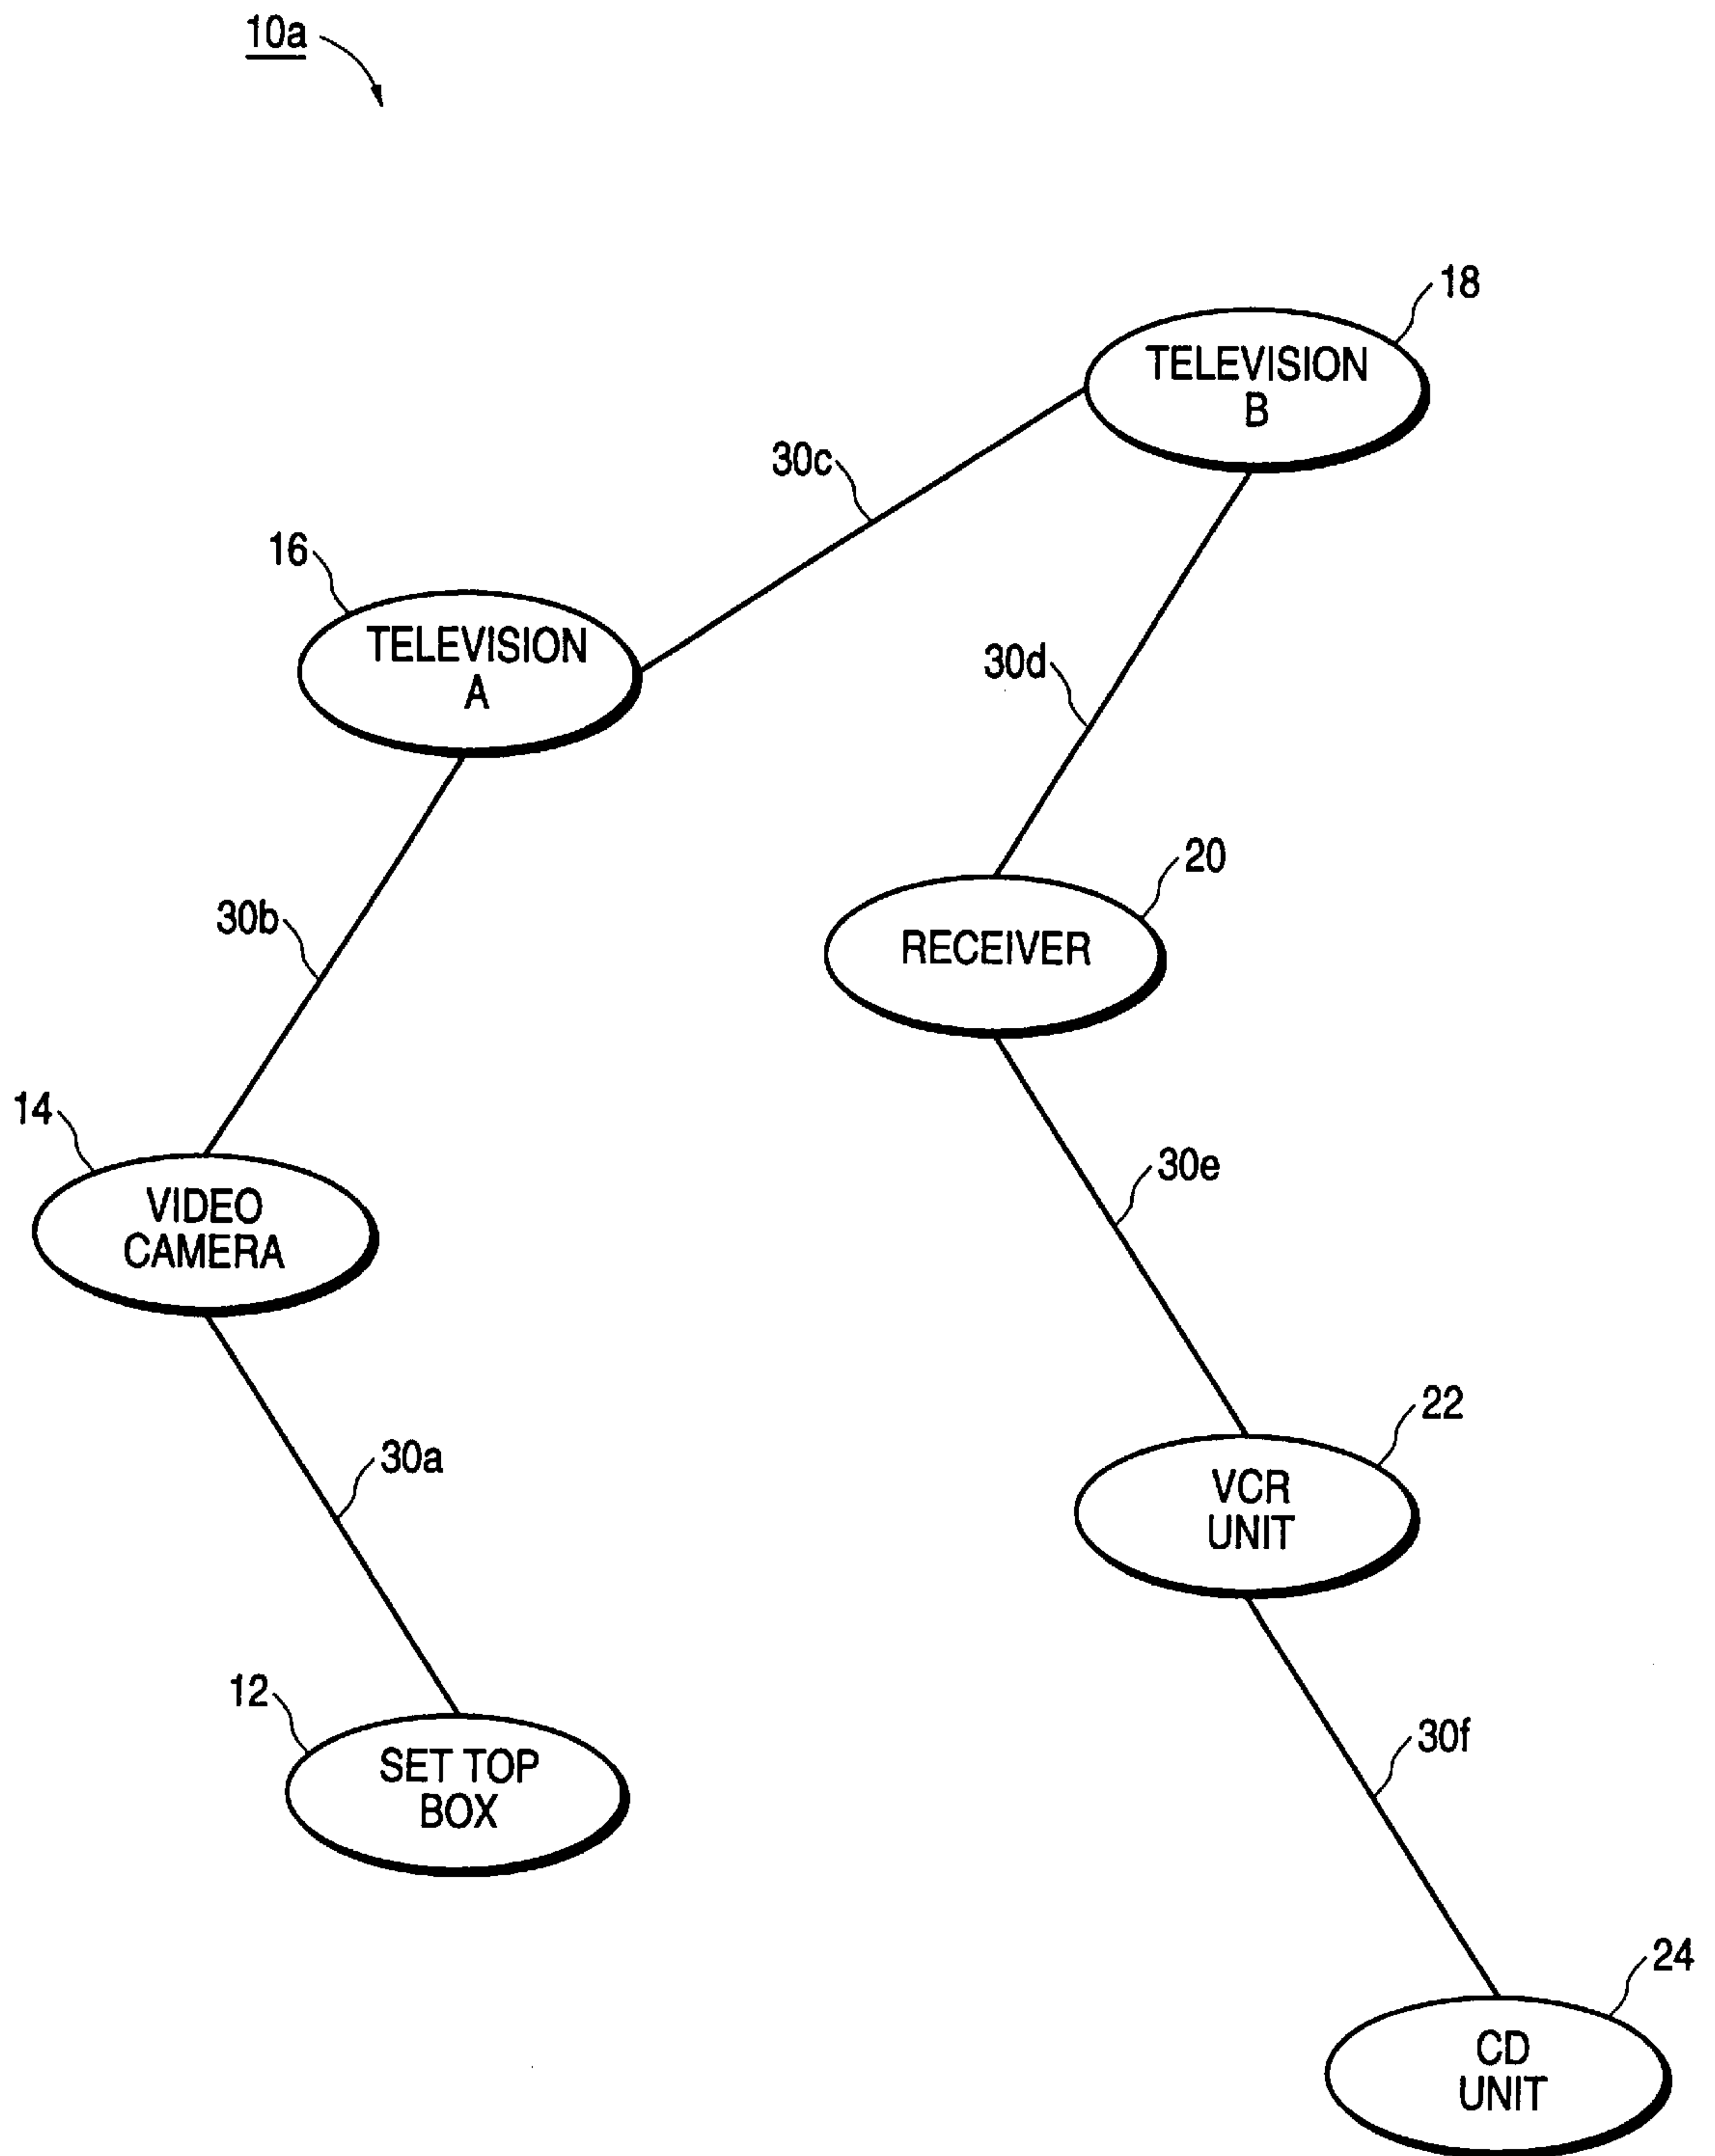 10a
18
TELEVISION
B
30c
16
TELEVISION
A
30d
20
RECEIVER
30b
14
VIDEO
CAMERA
30e
22
VCR
UNIT
30a
12
SET TOP
BOX
30f
24
CD
UNIT